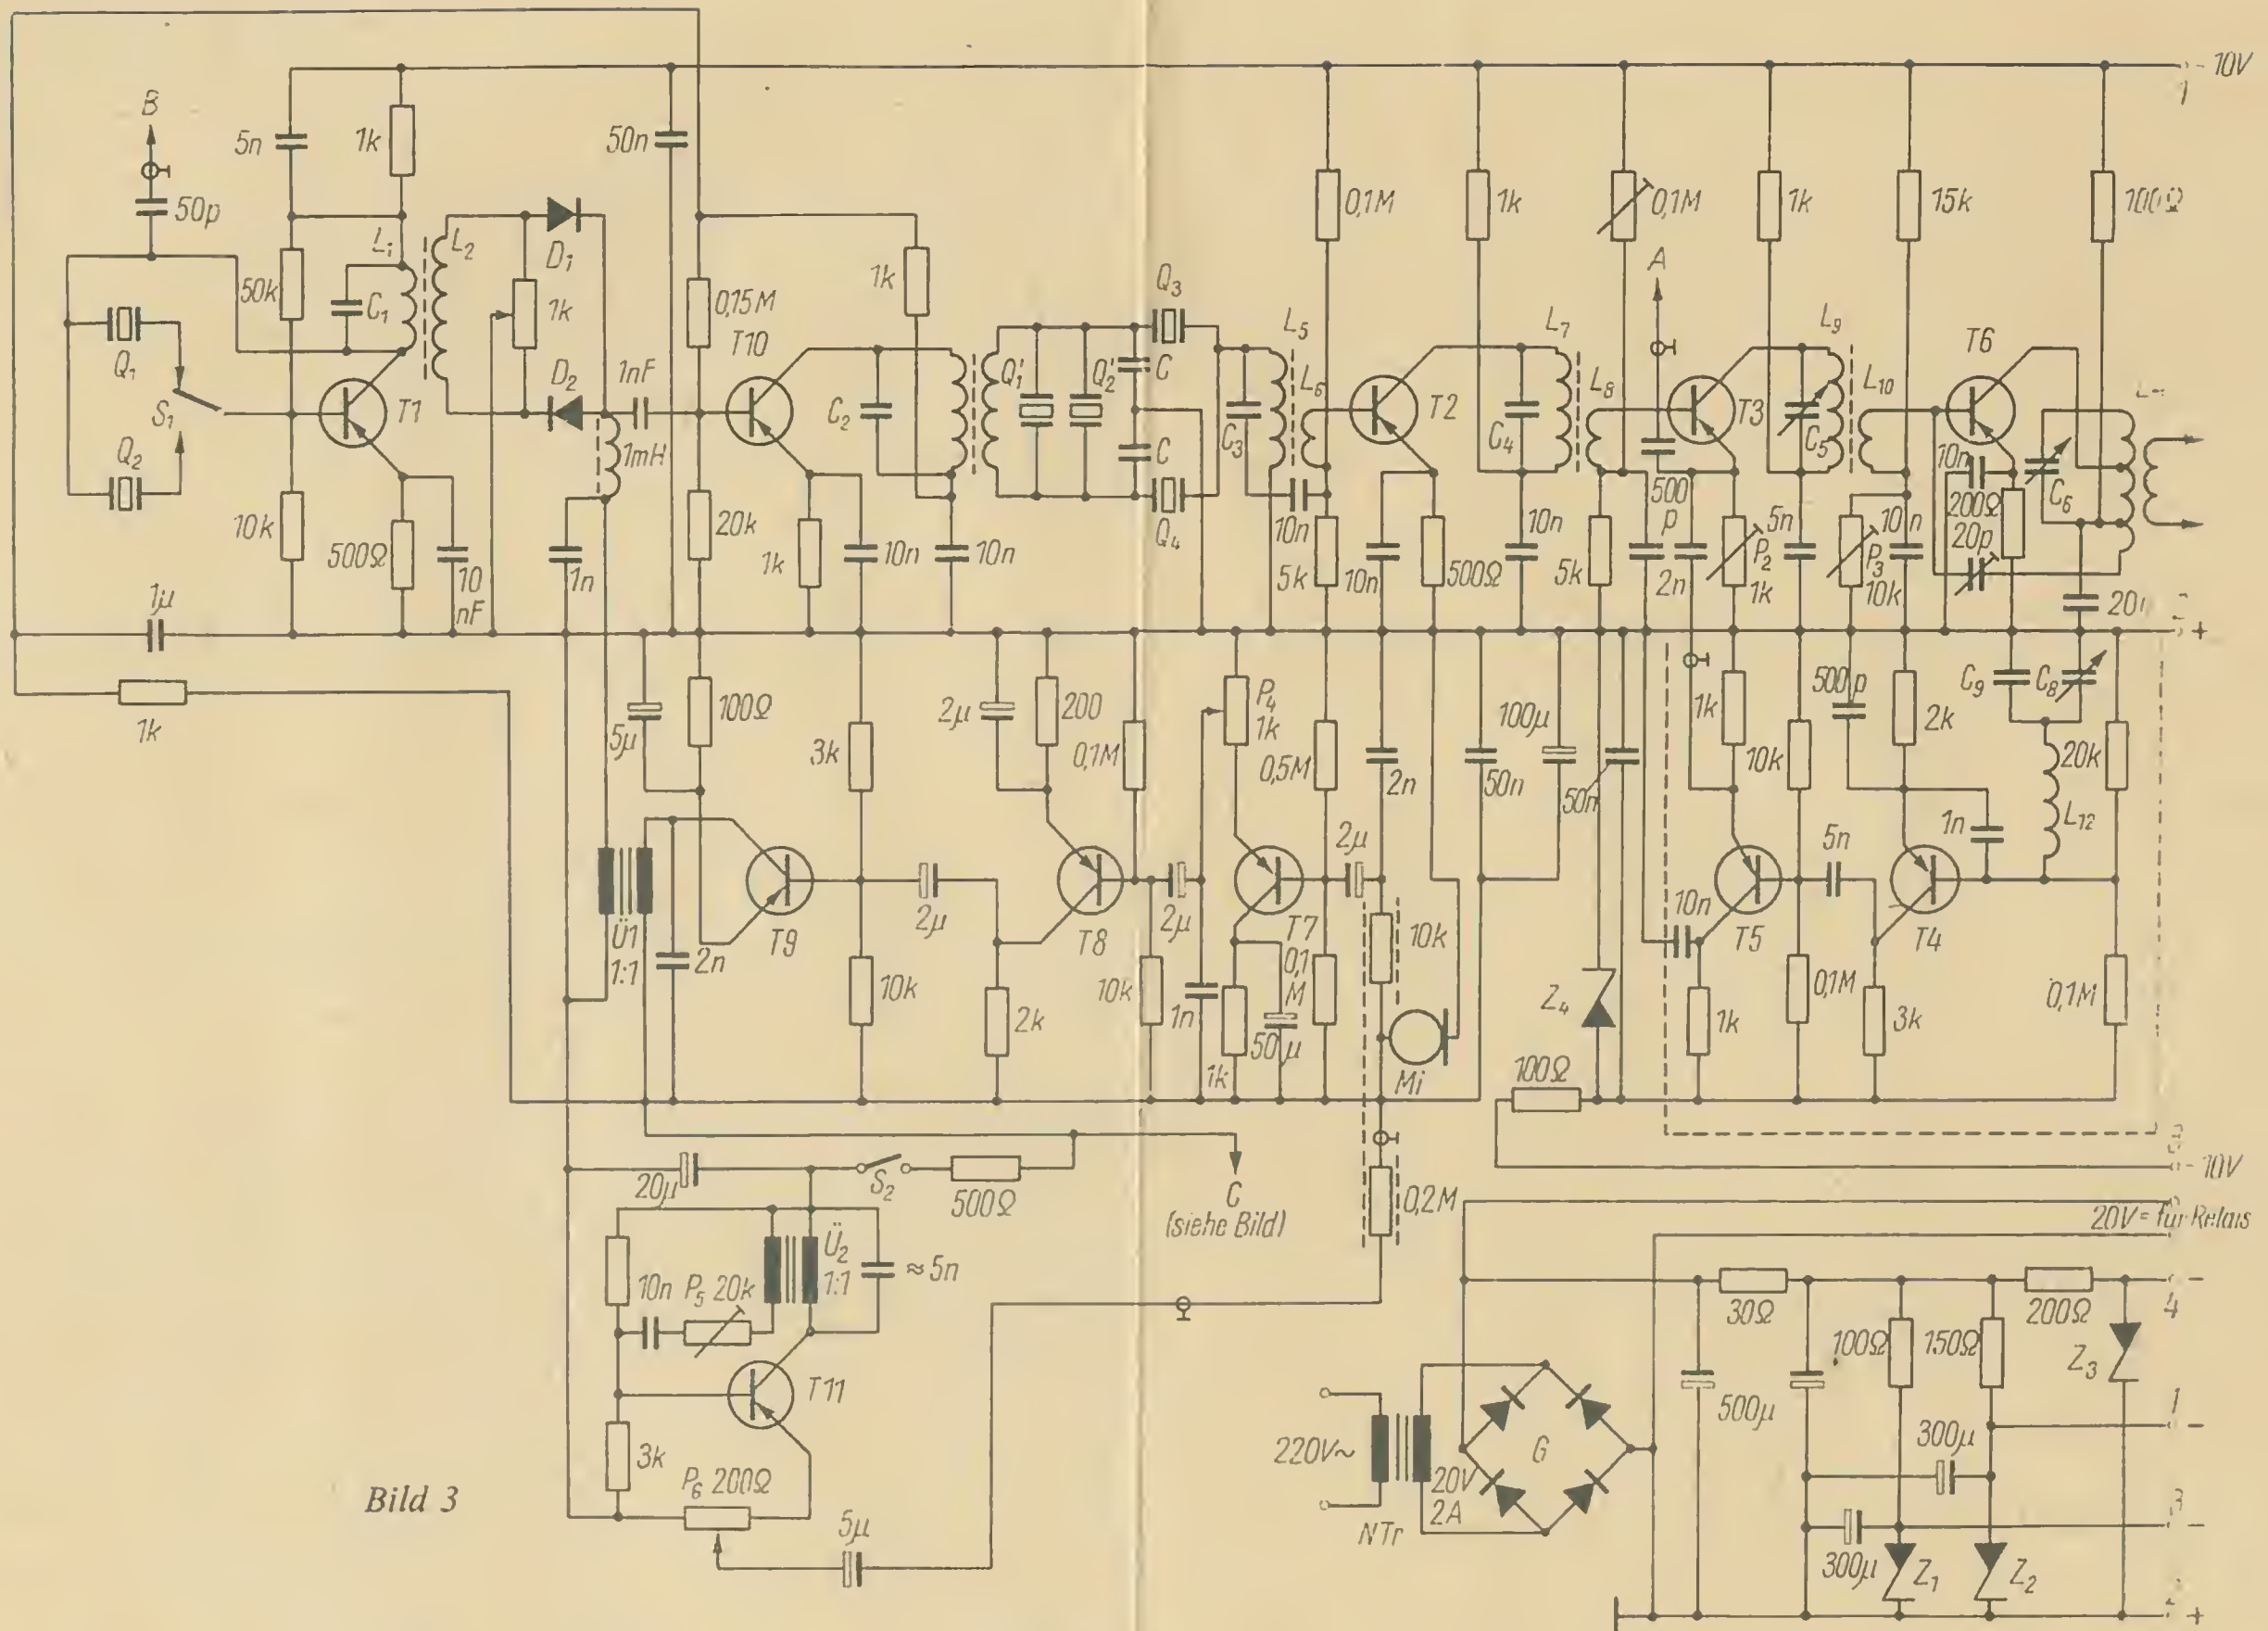 B
5n
1k
50n
50p
L₁
L₂
D₁
50k
C₁
1k
0,15M
1k
Q₁
S₁
T1
D₂
1nF
T10
Q₂
1mH
C₂
Q'₁
Q'₂
C
C
Q₃
Q₄
10k
500Ω
10
nF
1n
20k
1k
10n
10n
L₅
L₆
C₃
10n
5k
0,1M
T2
10n
500Ω
1k
L₇
L₈
C₄
10n
5k
0,1M
A
500
p
2n
T3
P₂
1k
1k
L₉
L₁₀
C₅
5n
15k
P₃
10k
10n
T6
10n
200Ω
20p
C₆
100Ω
- 10V
1
+
1µ
1k
5µ
100Ω
3k
2µ
200
0,1M
P₄
1k
0,5M
2µ
2n
50n
100µ
50n
1k
10k
500p
2k
C₉
C₈
20k
L₁₂
1n
5n
10n
T5
T4
0,1M
1k
3k
0,1M
Ü1
1:1
2n
T9
2µ
10k
T8
2k
10k
2µ
1n
1k
T7
0,1
M
50µ
10k
Mi
Z₄
100Ω
- 10V
20µ
S₂
500Ω
C
(siehe Bild)
0,2M
20V= für Relais
10n
P₅ 20k
Ü₂
1:1
≈5n
T11
3k
P₆ 200Ω
5µ
Bild 3
220V~
NTr
20V
2A
G
500µ
30Ω
100Ω
150Ω
200Ω
Z₃
4
-
1
-
300µ
3
-
300µ
Z₁
Z₂
+